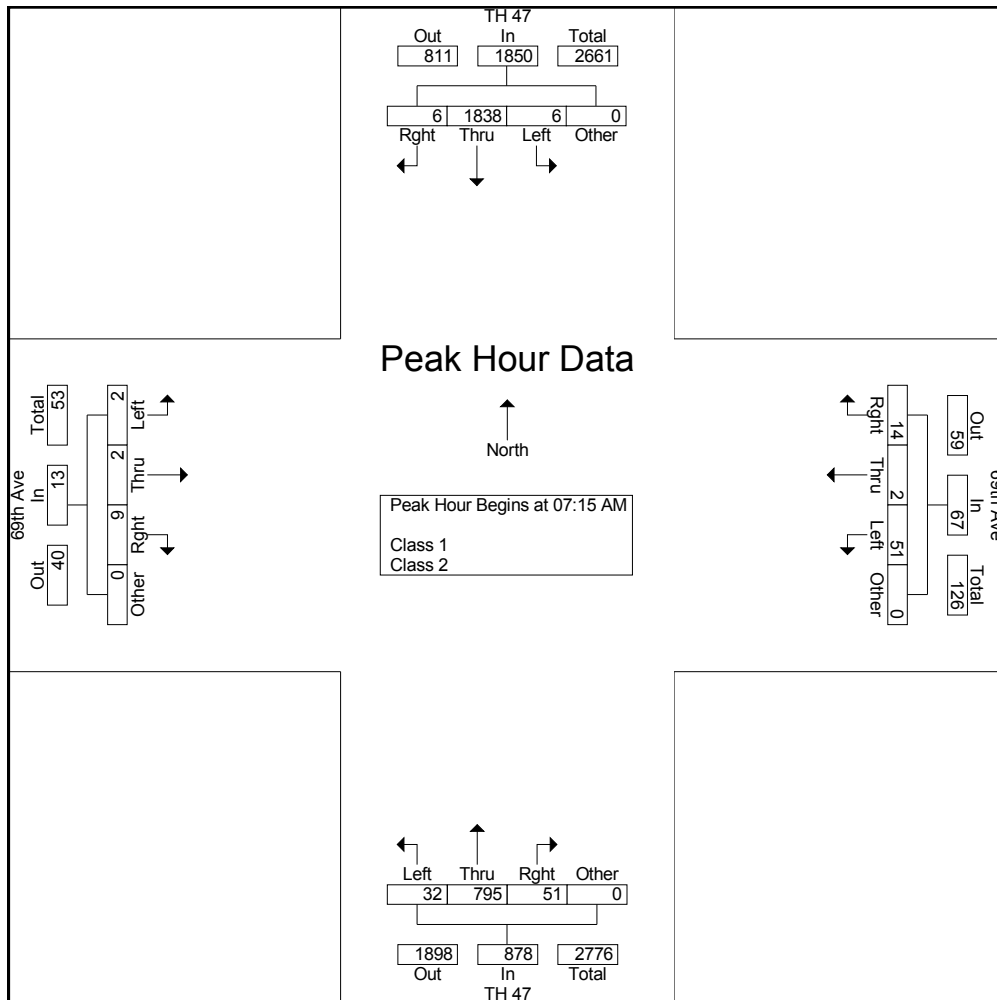 TH 47
Out In Total
811 1850 2661
6 1838 6 0
Rght Thru Left Other
Peak Hour Data
North
Peak Hour Begins at 07:15 AM
Class 1
Class 2
69th Ave
Total In Out
53 13 40
2 2 9 0
Left Thru Rght Other
Rght Thru Left Other
14 2 51 0
Out In Total
59 67 126
69th Ave
Left Thru Rght Other
32 795 51 0
1898 878 2776
Out In Total
TH 47